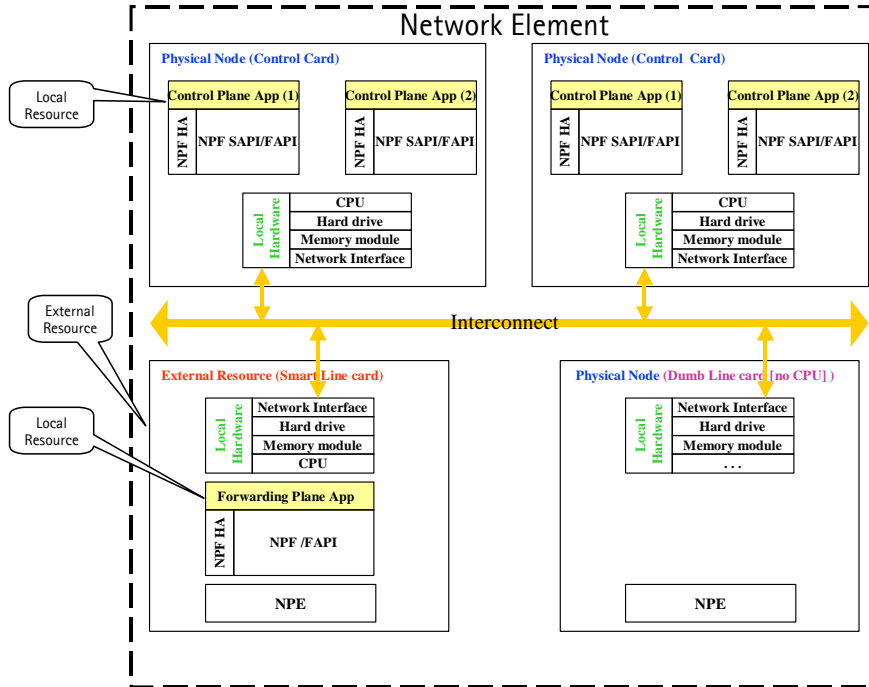 Network Element
Physical Node (Control Card)
Control Plane App (1)
NPF HA
NPF SAPI/FAPI
Control Plane App (2)
NPF HA
NPF SAPI/FAPI
Local Hardware
CPU
Hard drive
Memory module
Network Interface
Physical Node (Control Card)
Control Plane App (1)
NPF HA
NPF SAPI/FAPI
Control Plane App (2)
NPF HA
NPF SAPI/FAPI
Local Hardware
CPU
Hard drive
Memory module
Network Interface
Local
Resource
Interconnect
External
Resource
External Resource (Smart Line card)
Local
Hardware
Network Interface
Hard drive
Memory module
CPU
Local
Resource
Forwarding Plane App
NPF HA
NPF /FAPI
NPE
Physical Node (Dumb Line card [no CPU] )
Local
Hardware
Network Interface
Hard drive
Memory module
. . .
NPE